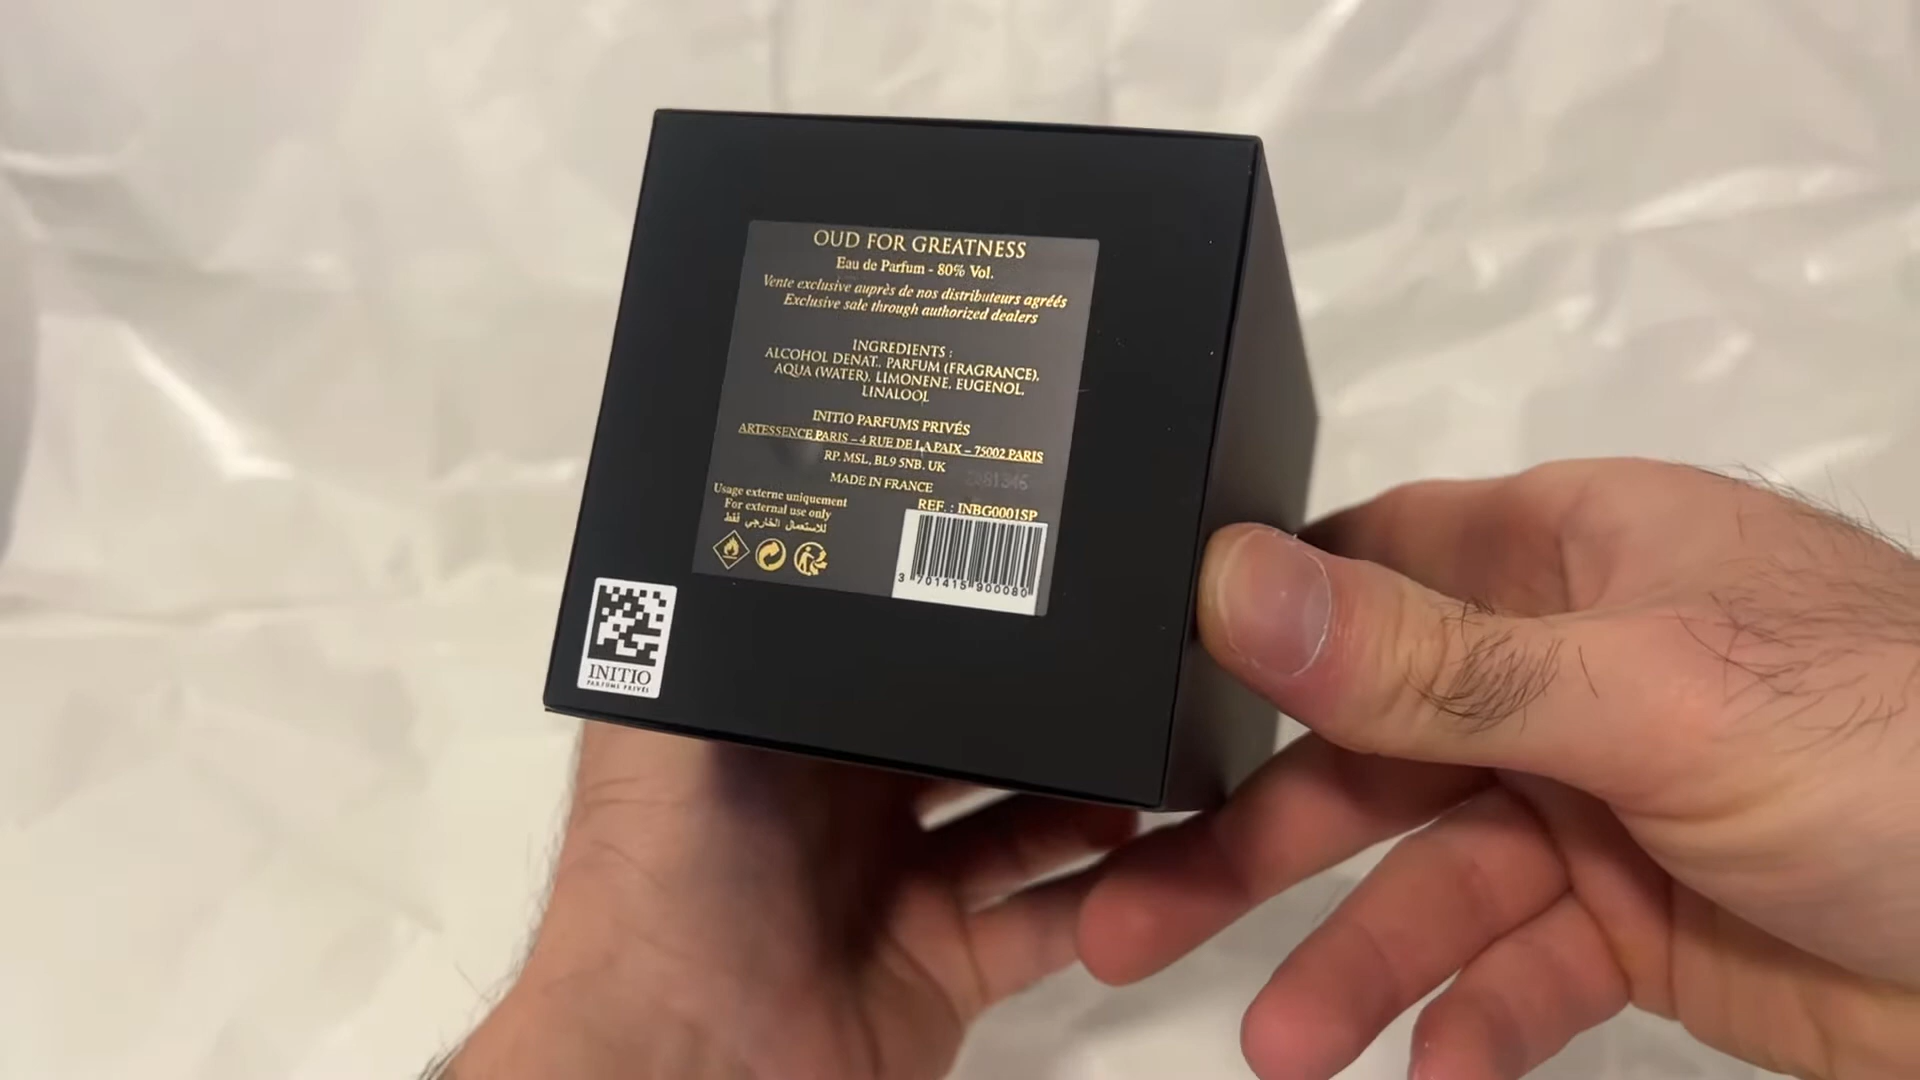 OUD FOR GREATNESS
Eau de Parfum - 80% Vol.
Vente exclusive auprès de nos distributeurs agréés
Exclusive sale through authorized dealers
INGREDIENTS :
ALCOHOL DENAT., PARFUM (FRAGRANCE),
AQUA (WATER), LIMONENE, EUGENOL,
LINALOOL
INITIO PARFUMS PRIVÉS
ARTESSENCE PARIS – 4 RUE DE LA PAIX – 75002 PARIS
RP. MSL, BL9 5NB. UK
MADE IN FRANCE
Usage externe uniquement
For external use only
للاستعمال الخارجي فقط
REF. : INBG0001SP
3 701415 900080
INITIO
PARFUMS PRIVÉS